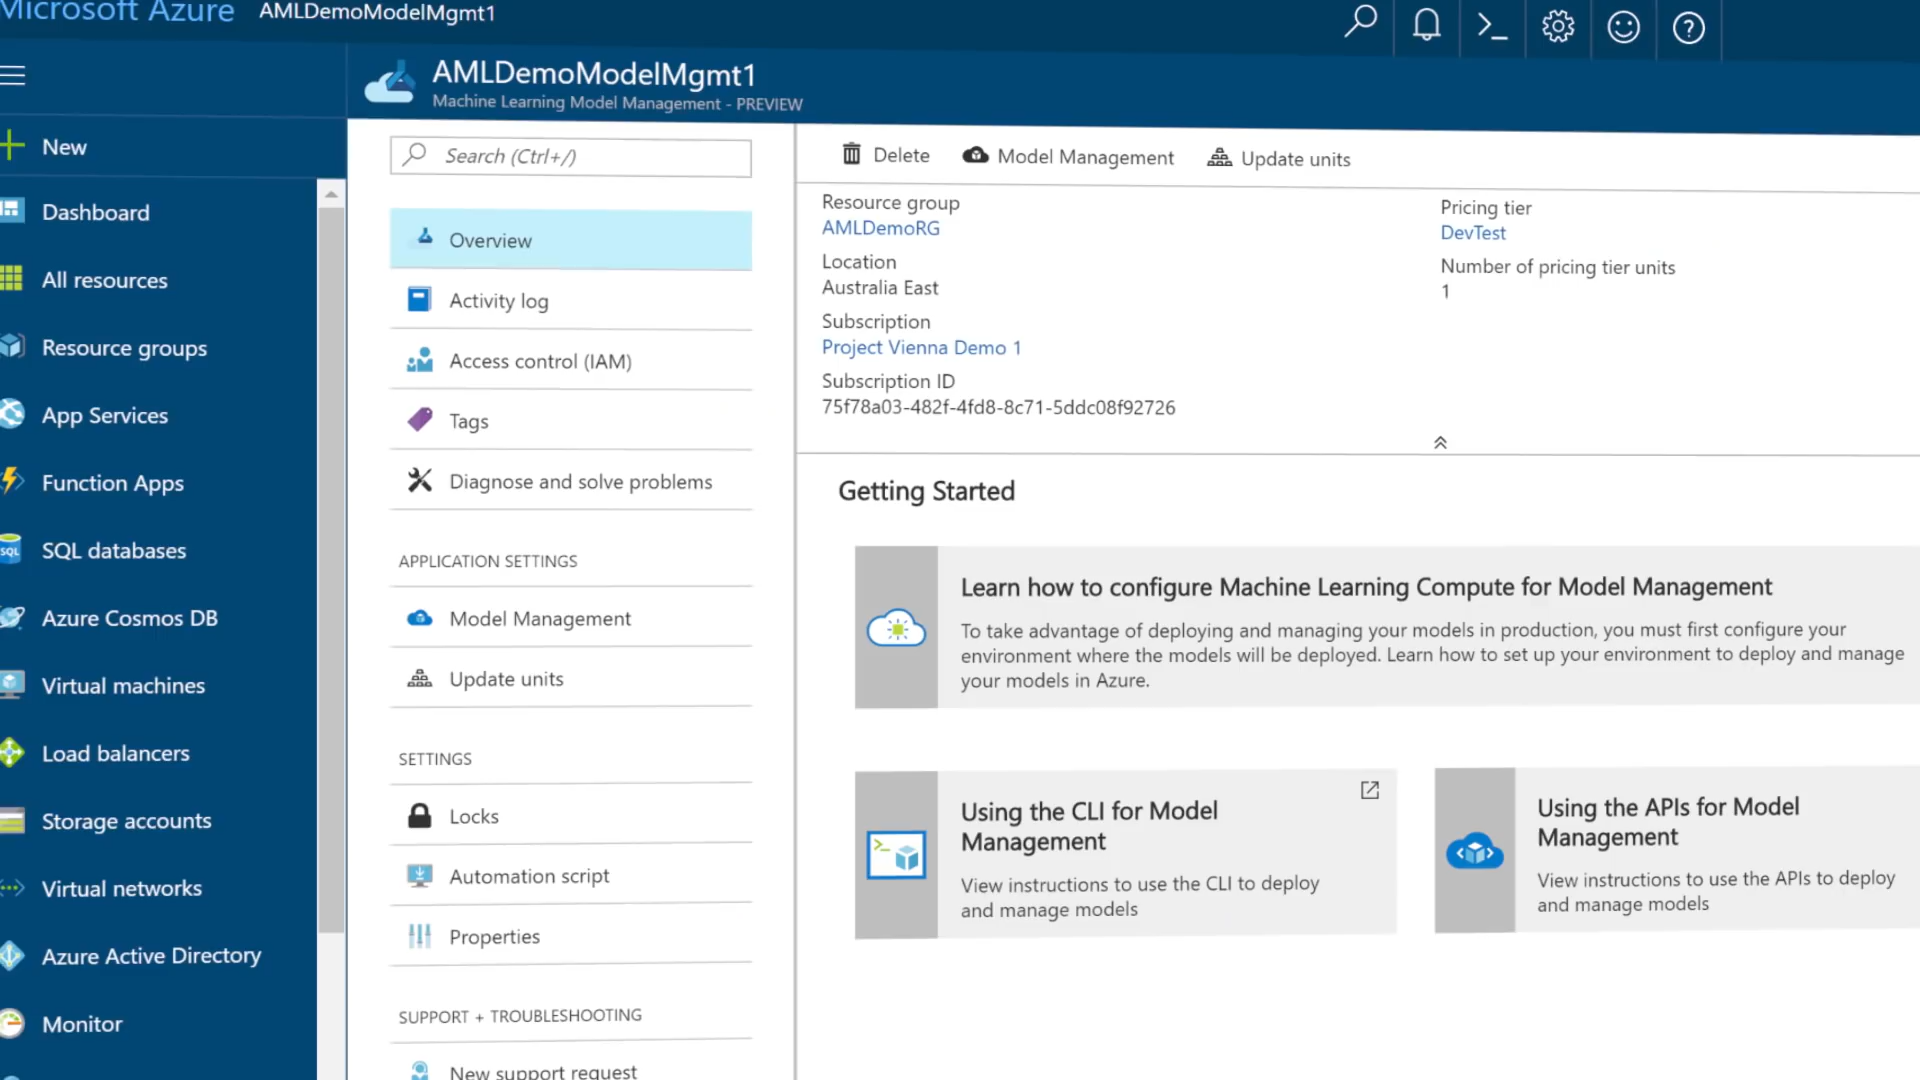 Microsoft Azure
AMLDemoModelMgmt1
AMLDemoModelMgmt1
Machine Learning Model Management - PREVIEW
New
Dashboard
All resources
Resource groups
App Services
Function Apps
SQL databases
Azure Cosmos DB
Virtual machines
Load balancers
Storage accounts
Virtual networks
Azure Active Directory
Monitor
Search (Ctrl+/)
Overview
Activity log
Access control (IAM)
Tags
Diagnose and solve problems
APPLICATION SETTINGS
Model Management
Update units
SETTINGS
Locks
Automation script
Properties
SUPPORT + TROUBLESHOOTING
New support request
Delete
Model Management
Update units
Resource group
AMLDemoRG
Location
Australia East
Subscription
Project Vienna Demo 1
Subscription ID
75f78a03-482f-4fd8-8c71-5ddc08f92726
Pricing tier
DevTest
Number of pricing tier units
1
Getting Started
Learn how to configure Machine Learning Compute for Model Management
To take advantage of deploying and managing your models in production, you must first configure your
environment where the models will be deployed. Learn how to set up your environment to deploy and manage
your models in Azure.
Using the CLI for Model
Management
View instructions to use the CLI to deploy
and manage models
Using the APIs for Model
Management
View instructions to use the APIs to deploy
and manage models